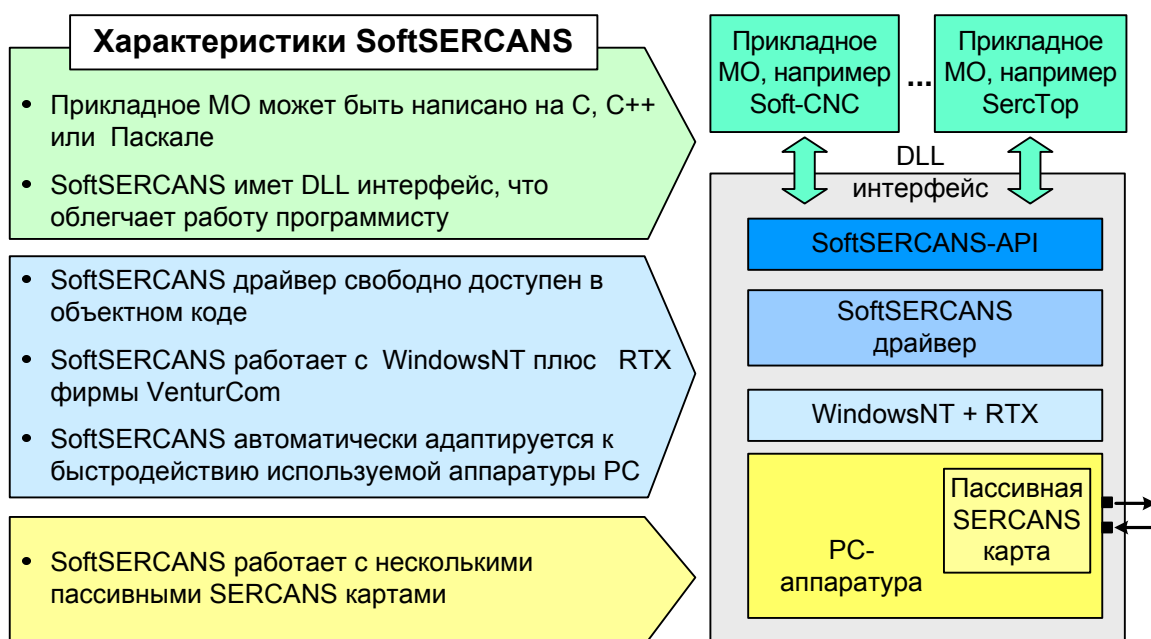 Характеристики SoftSERCANS
• Прикладное МО может быть написано на C, C++
или Паскале
• SoftSERCANS имет DLL интерфейс, что
облегчает работу программисту
• SoftSERCANS драйвер свободно доступен в
объектном коде
• SoftSERCANS работает с WindowsNT плюс RTX
фирмы VenturCom
• SoftSERCANS автоматически адаптируется к
быстродействию используемой аппаратуры PC
• SoftSERCANS работает с несколькими
пассивными SERCANS картами
Прикладное
МО, например
Soft-CNC
...
Прикладное
МО, например
SercTop
DLL
интерфейс
SoftSERCANS-API
SoftSERCANS
драйвер
WindowsNT + RTX
Пассивная
SERCANS
карта
PC-
аппаратура